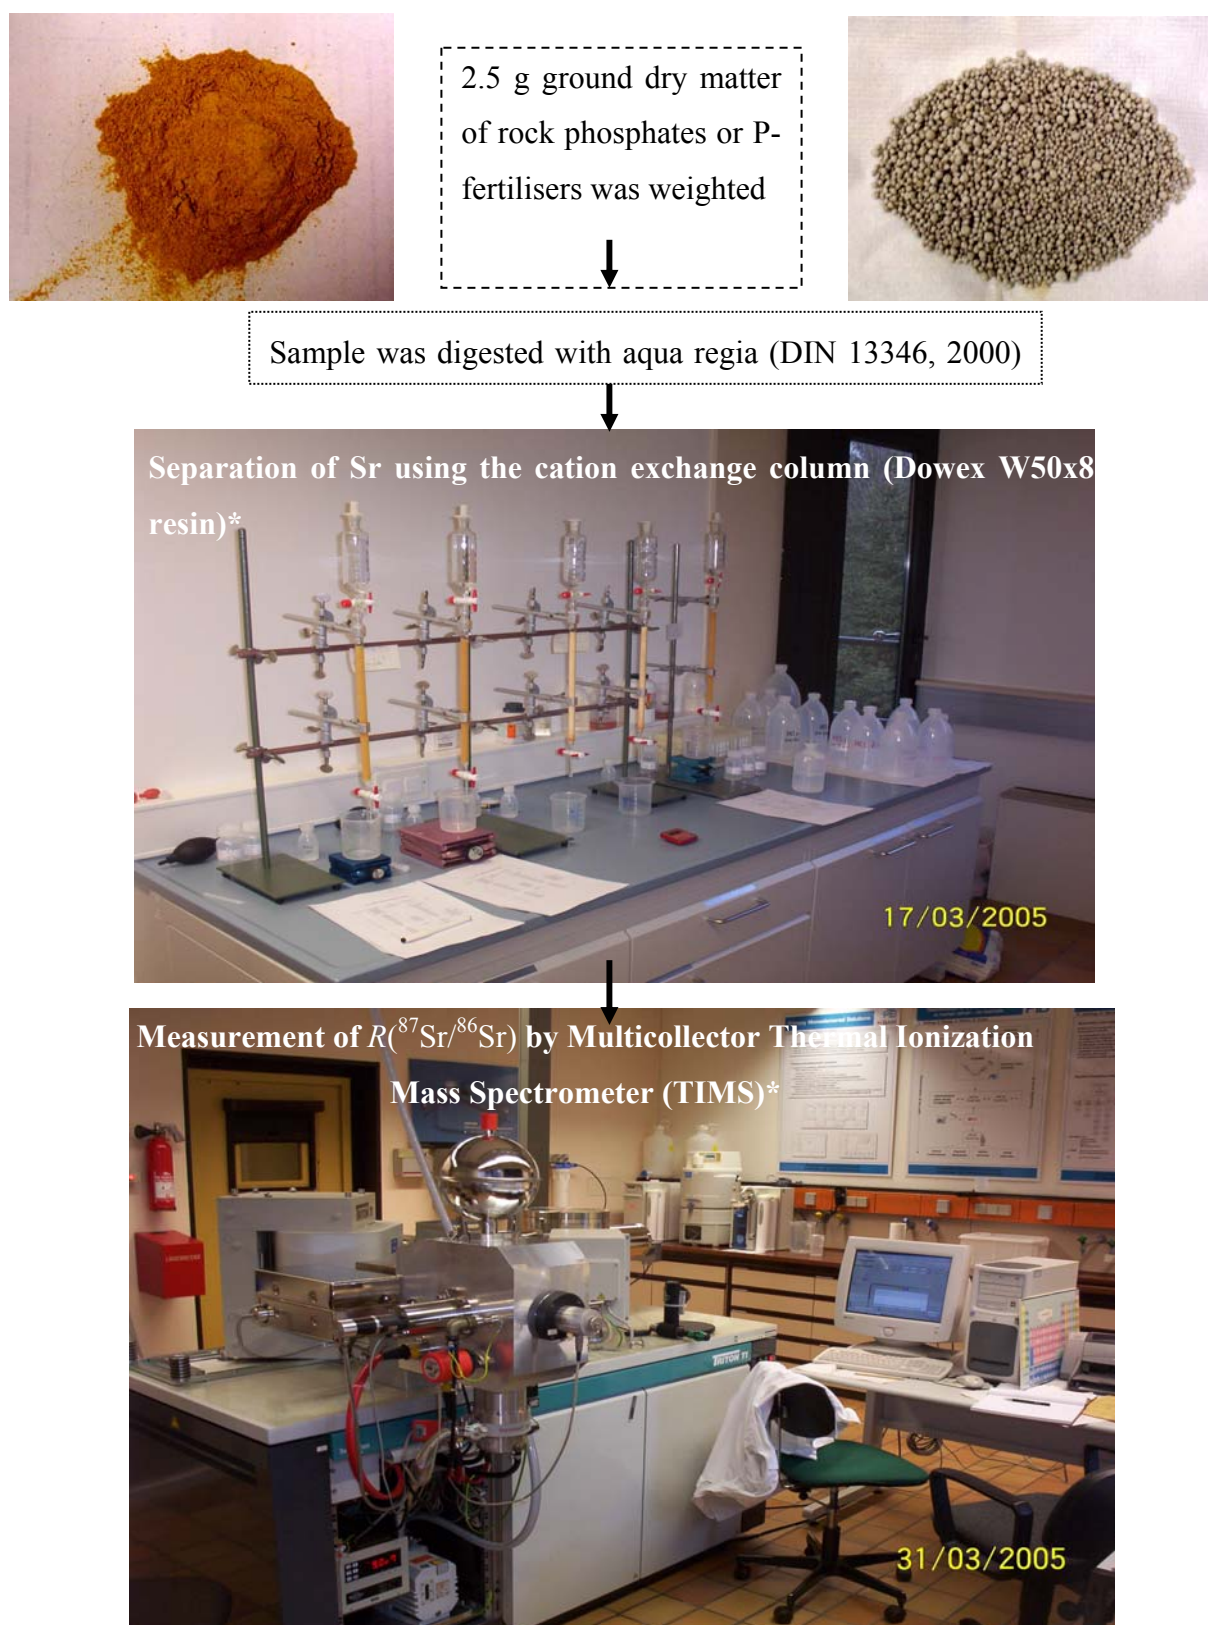 2.5 g ground dry matter
of rock phosphates or P-
fertilisers was weighted
Sample was digested with aqua regia (DIN 13346, 2000)
Separation of Sr using the cation exchange column (Dowex W50x8
resin)*
17/03/2005
Measurement of R(⁸⁷Sr/⁸⁶Sr) by Multicollector Thermal Ionization
Mass Spectrometer (TIMS)*
TRITON TI
31/03/2005